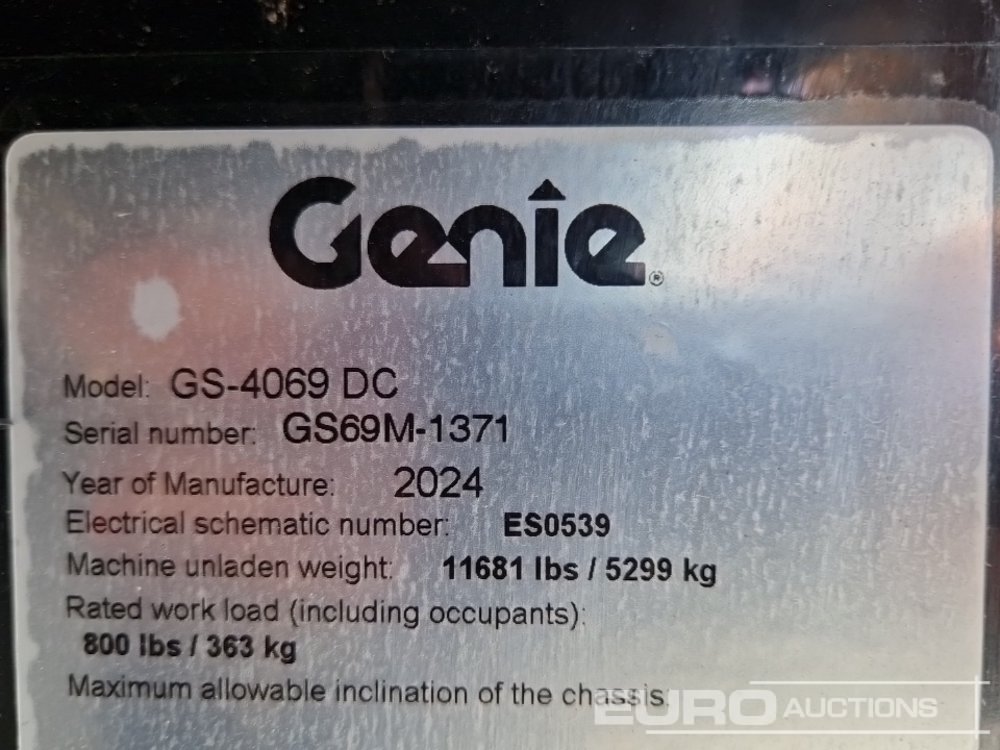 Genie®
Model: GS-4069 DC
Serial number: GS69M-1371
Year of Manufacture: 2024
Electrical schematic number: ES0539
Machine unladen weight: 11681 lbs / 5299 kg
Rated work load (including occupants):
800 lbs / 363 kg
Maximum allowable inclination of the chassis:
EURO AUCTIONS